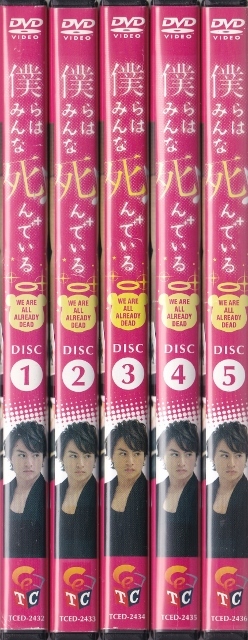 DVD
VIDEO
僕らは
みんな
死んでいる
WE ARE
ALL
ALREADY
DEAD
DISC
1
TC
TCED-2432
DVD
VIDEO
僕らは
みんな
死んでいる
WE ARE
ALL
ALREADY
DEAD
DISC
2
TC
TCED-2433
DVD
VIDEO
僕らは
みんな
死んでいる
WE ARE
ALL
ALREADY
DEAD
DISC
3
TC
TCED-2434
DVD
VIDEO
僕らは
みんな
死んでいる
WE ARE
ALL
ALREADY
DEAD
DISC
4
TC
TCED-2435
DVD
VIDEO
僕らは
みんな
死んでいる
WE ARE
ALL
ALREADY
DEAD
DISC
5
TC